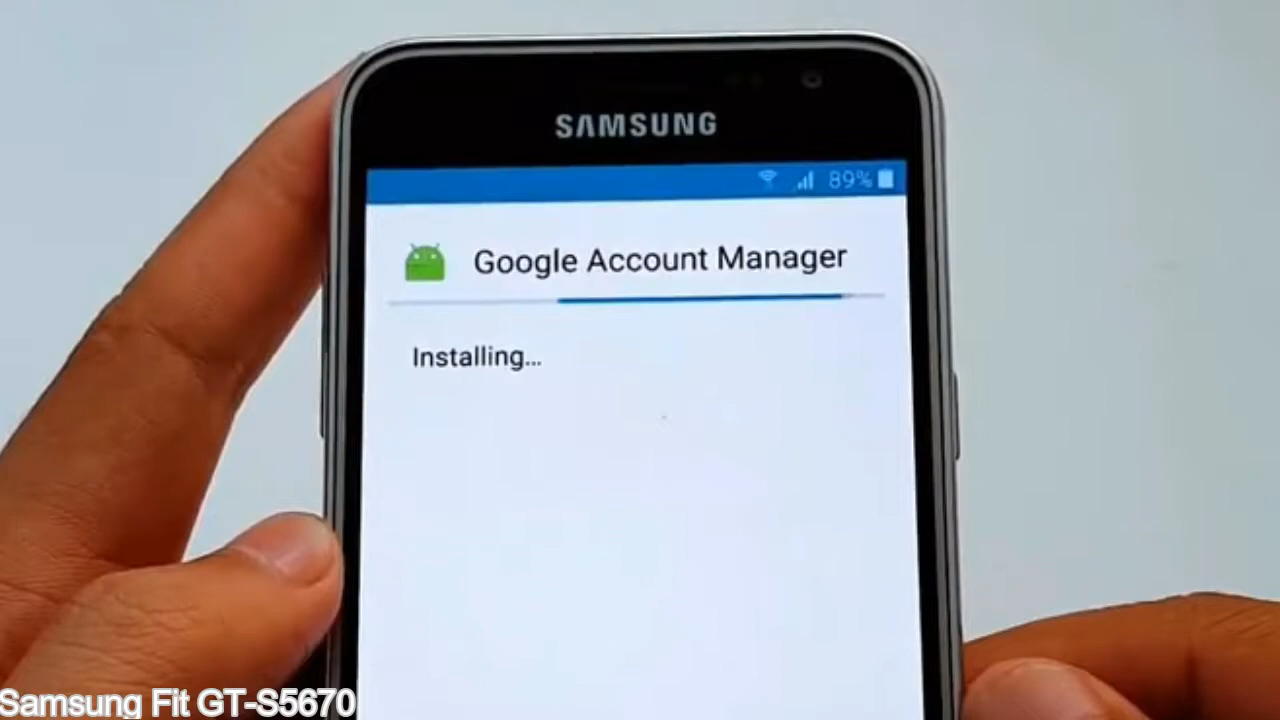 SAMSUNG
89%
Google Account Manager
Installing...
Samsung Fit GT-S5670